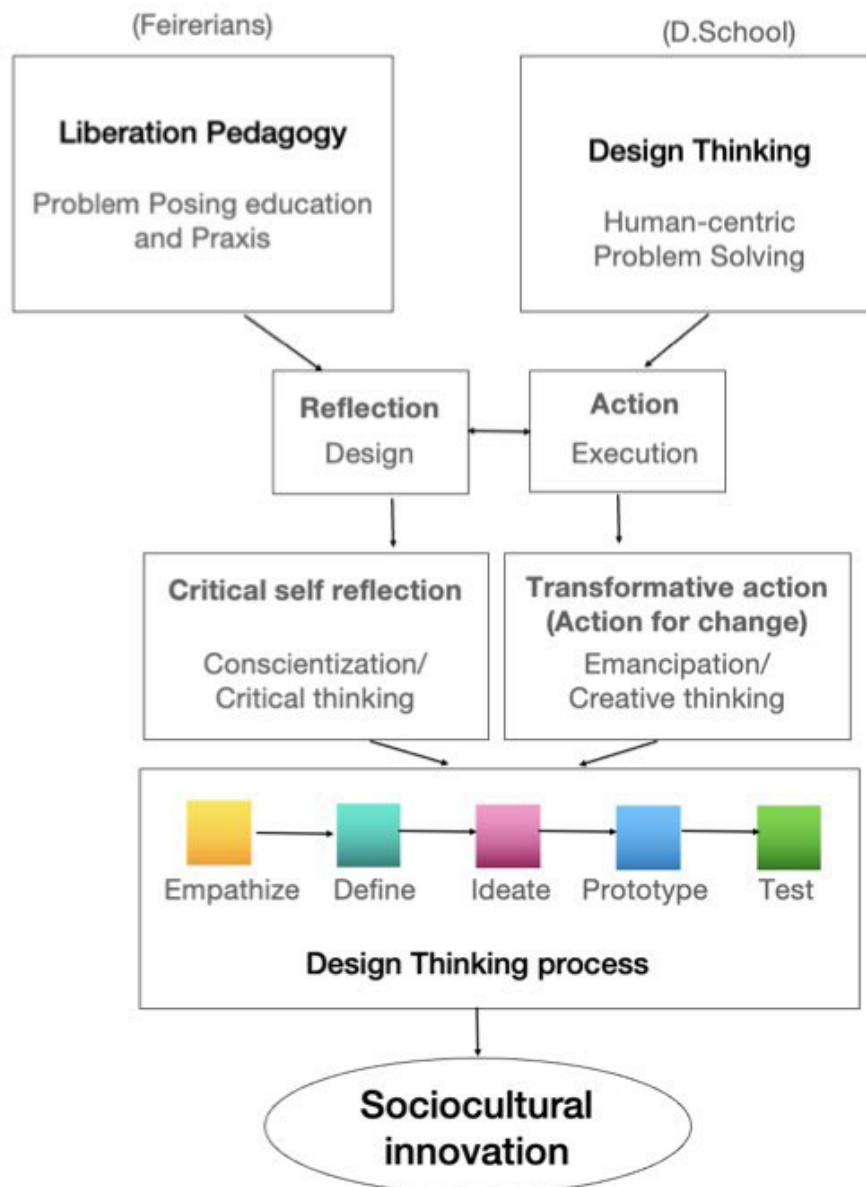 (Feirerians)
(D.School)
Liberation Pedagogy
Problem Posing education
and Praxis
Design Thinking
Human-centric
Problem Solving
Reflection
Design
Action
Execution
Critical self reflection
Conscientization/
Critical thinking
Transformative action
(Action for change)
Emancipation/
Creative thinking
Empathize
Define
Ideate
Prototype
Test
Design Thinking process
Sociocultural
innovation